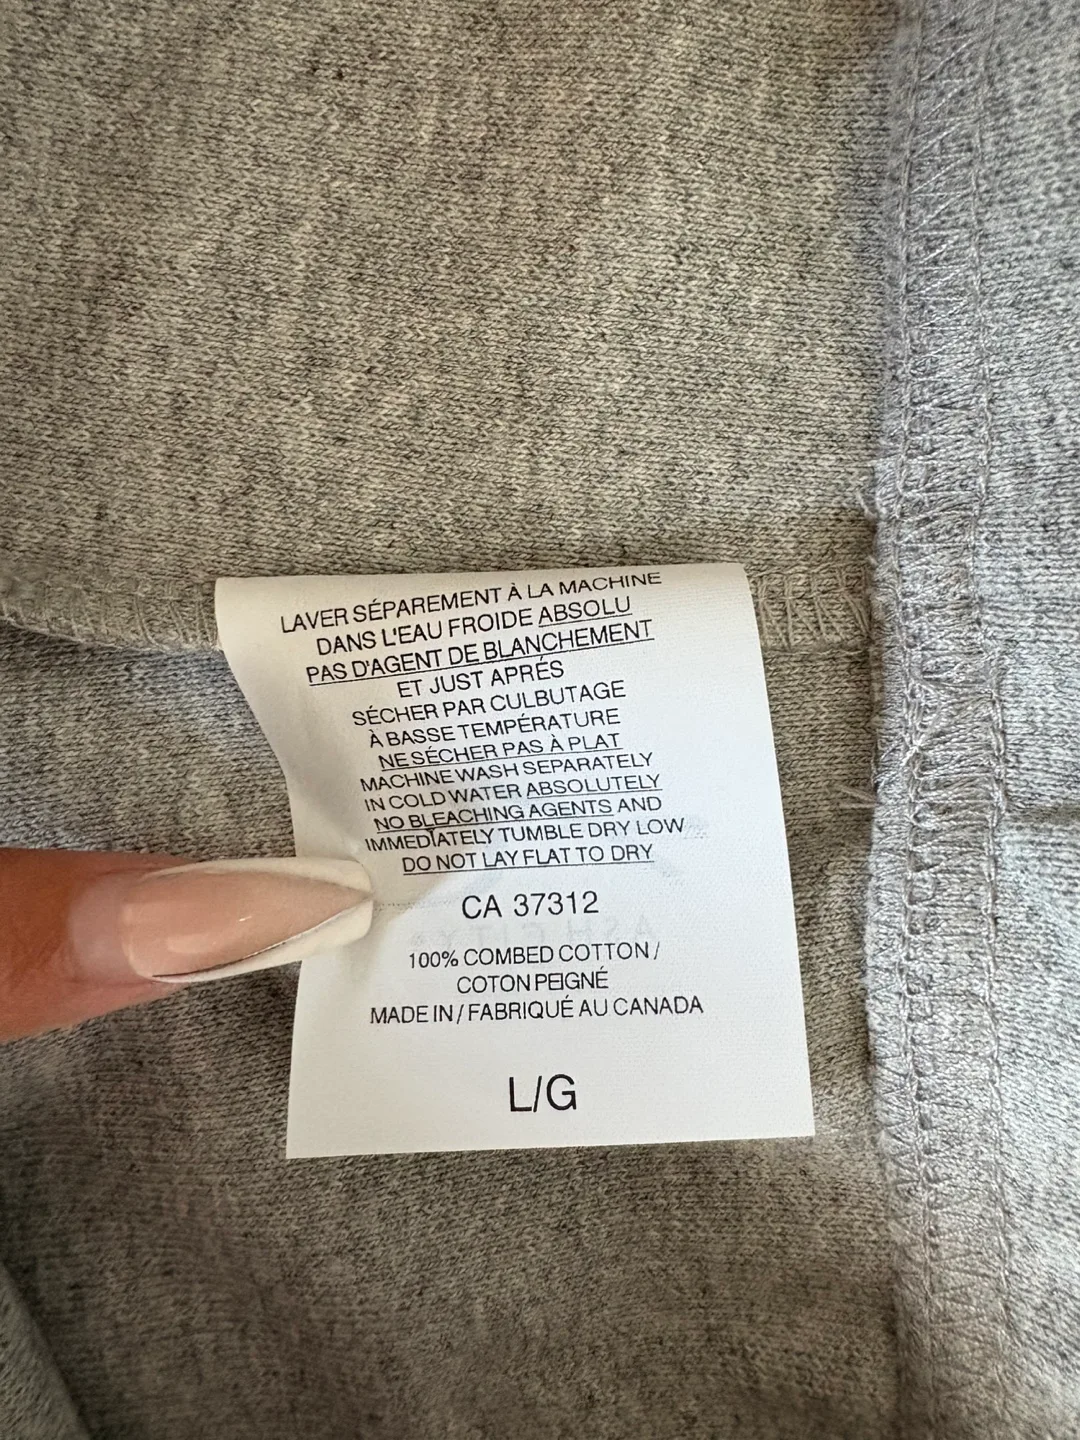 LAVER SÉPAREMENT À LA MACHINE
DANS L'EAU FROIDE ABSOLU
PAS D'AGENT DE BLANCHEMENT
ET JUST APRÉS
SÉCHER PAR CULBUTAGE
À BASSE TEMPÉRATURE
NE SÉCHER PAS À PLAT
MACHINE WASH SEPARATELY
IN COLD WATER ABSOLUTELY
NO BLEACHING AGENTS AND
IMMEDÌATELY TUMBLE DRY LOW
DO NOT LAY FLAT TO DRY
CA 37312
100% COMBED COTTON /
COTON PEIGNÉ
MADE IN / FABRIQUÉ AU CANADA
L/G